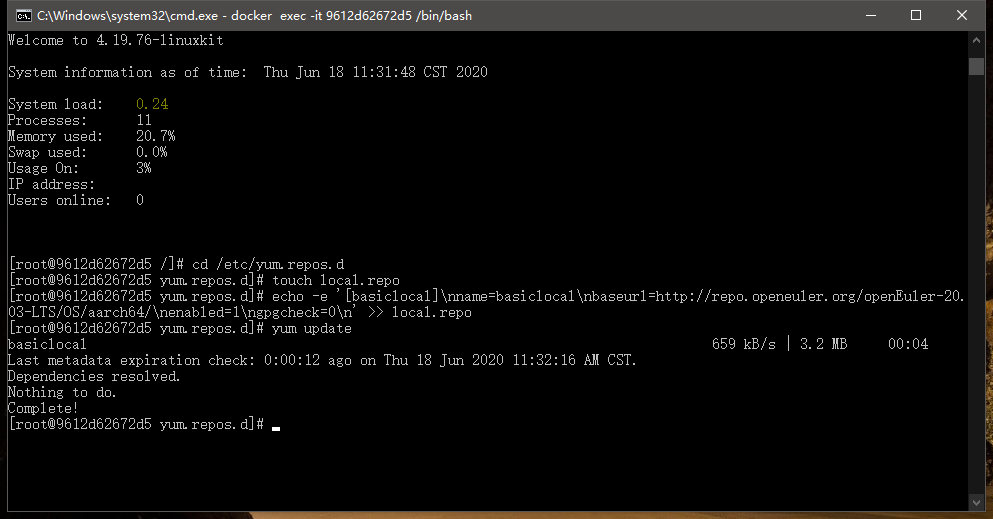 C:\Windows\system32\cmd.exe - docker  exec -it 9612d62672d5 /bin/bash
Welcome to 4.19.76-linuxkit
System information as of time:  Thu Jun 18 11:31:48 CST 2020
System load:    0.24
Processes:      11
Memory used:    20.7%
Swap used:      0.0%
Usage On:       3%
IP address:
Users online:   0
[root@9612d62672d5 /]# cd /etc/yum.repos.d
[root@9612d62672d5 yum.repos.d]# touch local.repo
[root@9612d62672d5 yum.repos.d]# echo -e '[basiclocal]\nname=basiclocal\nbaseurl=http://repo.openeuler.org/openEuler-20.
03-LTS/OS/aarch64/\nenabled=1\ngpgcheck=0\n' >> local.repo
[root@9612d62672d5 yum.repos.d]# yum update
basiclocal                                                                              659 kB/s | 3.2 MB     00:04
Last metadata expiration check: 0:00:12 ago on Thu 18 Jun 2020 11:32:16 AM CST.
Dependencies resolved.
Nothing to do.
Complete!
[root@9612d62672d5 yum.repos.d]#